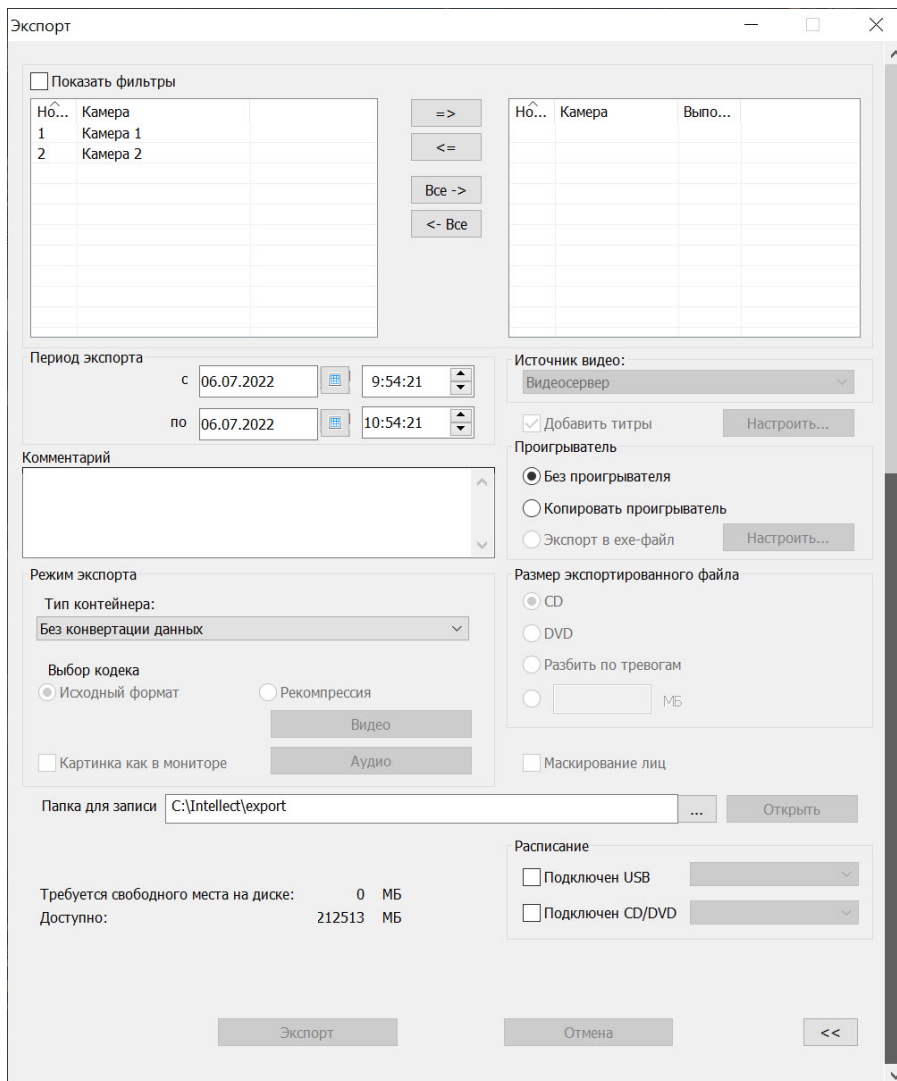 Экспорт
Показать фильтры
Но... Камера
1 Камера 1
2 Камера 2
=>
<=
Все ->
<- Все
Но... Камера Выпо...
Период экспорта
с 06.07.2022 9:54:21
по 06.07.2022 10:54:21
Источник видео:
Видеосервер
Добавить титры Настроить...
Комментарий
Проигрыватель
Без проигрывателя
Копировать проигрыватель
Экспорт в exe-файл Настроить...
Режим экспорта
Тип контейнера:
Без конвертации данных
Выбор кодека
Исходный формат Рекомпрессия
Видео
Картинка как в мониторе Аудио
Размер экспортированного файла
CD
DVD
Разбить по тревогам
МБ
Маскирование лиц
Папка для записи C:\Intellect\export ... Открыть
Требуется свободного места на диске: 0 МБ
Доступно: 212513 МБ
Расписание
Подключен USB
Подключен CD/DVD
Экспорт Отмена <<